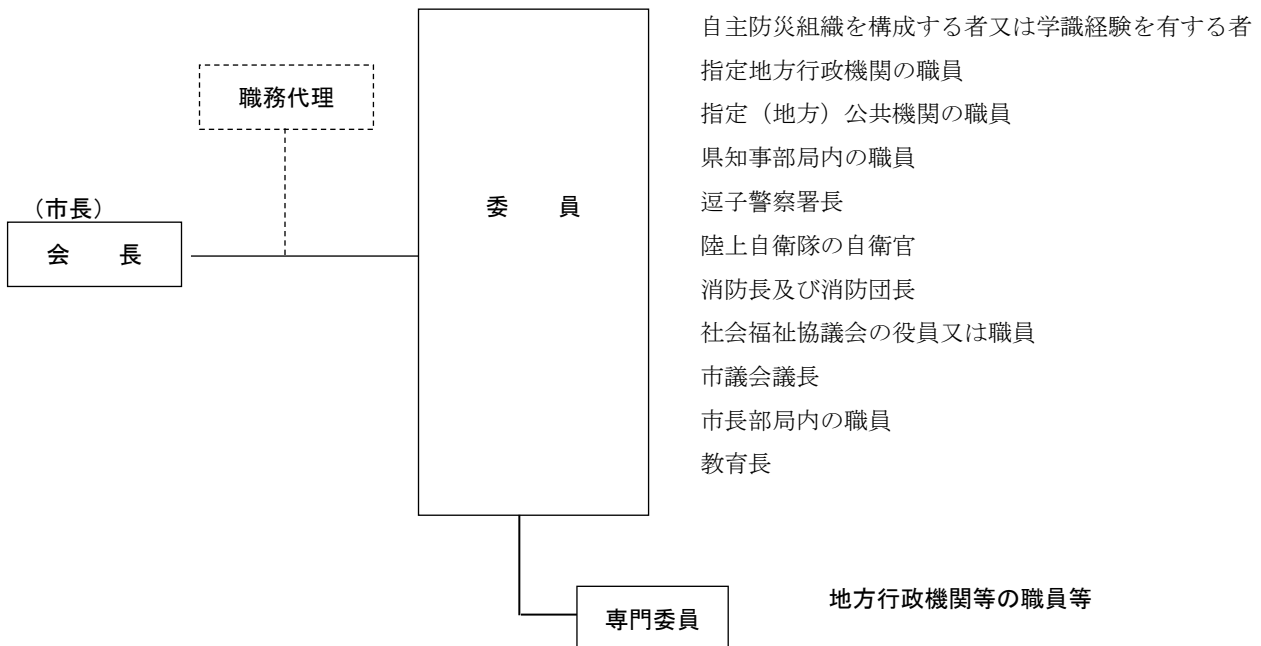 職務代理
（市長）
会　　長
委　　員
自主防災組織を構成する者又は学識経験を有する者
指定地方行政機関の職員
指定（地方）公共機関の職員
県知事部局内の職員
逗子警察署長
陸上自衛隊の自衛官
消防長及び消防団長
社会福祉協議会の役員又は職員
市議会議長
市長部局内の職員
教育長
専門委員
地方行政機関等の職員等